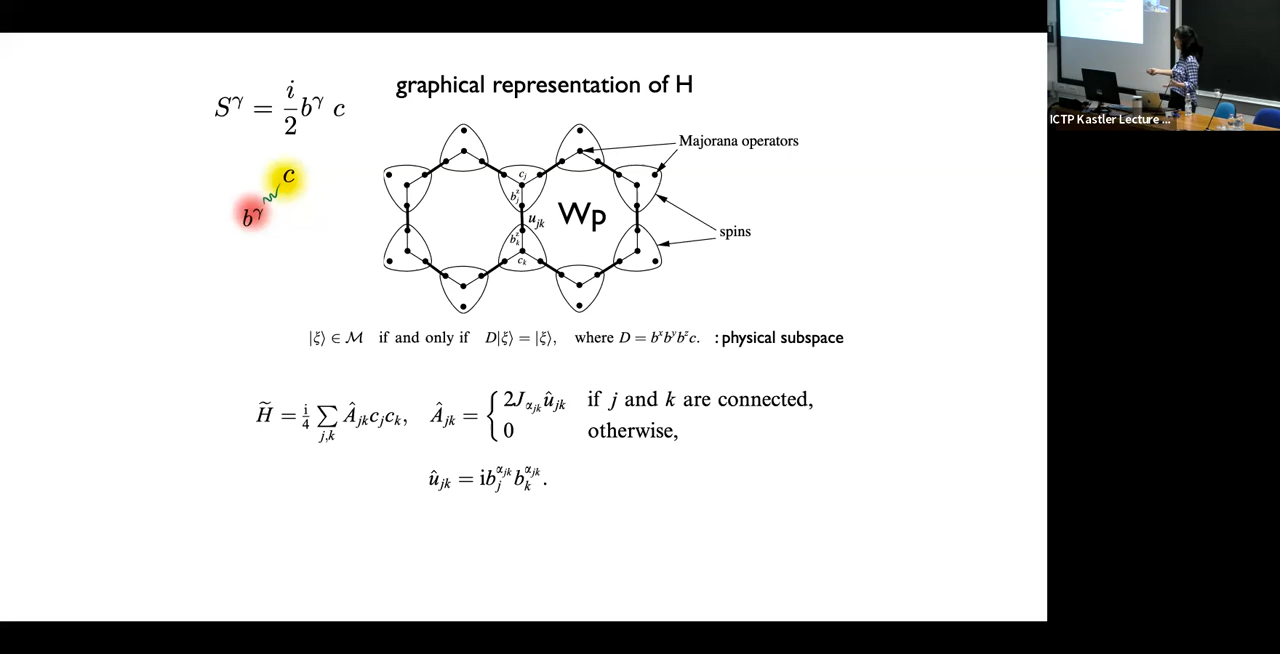 graphical representation of H
S^γ = i/2 b^γ c
Majorana operators
c
b^γ
c_j
b_j^z
u_jk
Wp
b_k^z
c_k
spins
|ξ⟩ ∈ M if and only if D|ξ⟩ = |ξ⟩, where D = b^x b^y b^z c. : physical subspace
H̃ = i/4 ∑_{j,k} Â_jk c_j c_k, Â_jk = { 2J_{α_jk} û_jk if j and k are connected,
0 otherwise,
û_jk = i b_j^{α_jk} b_k^{α_jk}.
ICTP Kastler Lecture ...